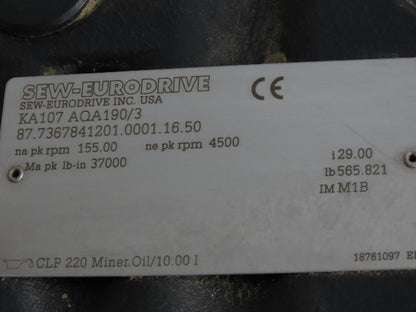 SEW-EURODRIVE
SEW-EURODRIVE INC. USA
KA107 AQA190/3
87.7367841201.0001.16.50
na pk rpm 155.00 ne pk rpm 4500
i 29.00
Ma pk lb-in 37000
lb 565.821
IM M1B
CLP 220 Miner.Oil/10.00 l
18761097
CE